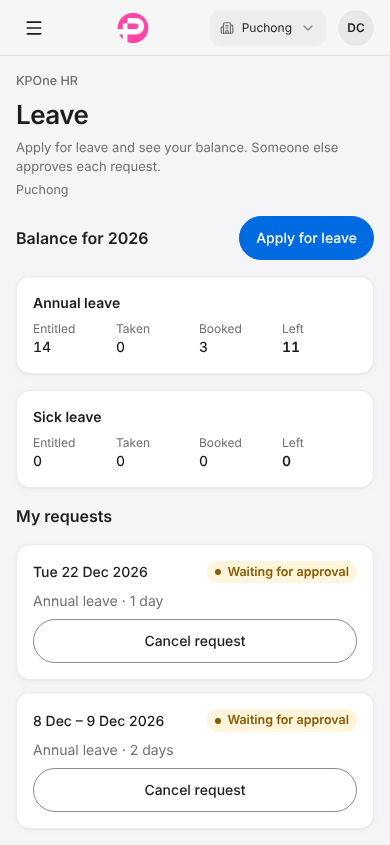 Puchong
DC
KPOne HR
Leave
Apply for leave and see your balance. Someone else
approves each request.
Puchong
Balance for 2026
Apply for leave
Annual leave
Entitled Taken Booked Left
14 0 3 11
Sick leave
Entitled Taken Booked Left
0 0 0 0
My requests
Tue 22 Dec 2026 Waiting for approval
Annual leave · 1 day
Cancel request
8 Dec – 9 Dec 2026 Waiting for approval
Annual leave · 2 days
Cancel request